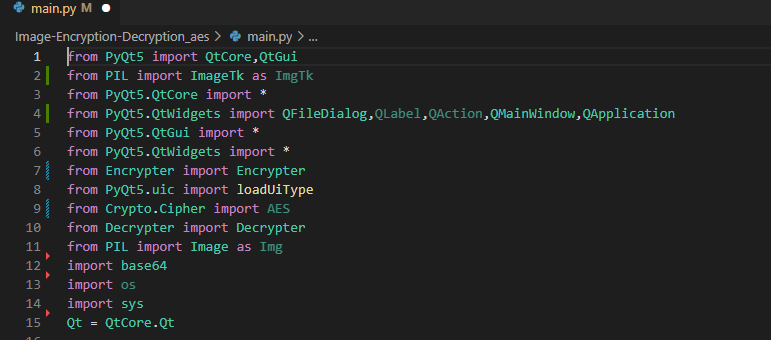 main.py M
Image-Encryption-Decryption_aes > main.py > ...
1 from PyQt5 import QtCore,QtGui
2 from PIL import ImageTk as ImgTk
3 from PyQt5.QtCore import *
4 from PyQt5.QtWidgets import QFileDialog,QLabel,QAction,QMainWindow,QApplication
5 from PyQt5.QtGui import *
6 from PyQt5.QtWidgets import *
7 from Encrypter import Encrypter
8 from PyQt5.uic import loadUiType
9 from Crypto.Cipher import AES
10 from Decrypter import Decrypter
11 from PIL import Image as Img
12 import base64
13 import os
14 import sys
15 Qt = QtCore.Qt